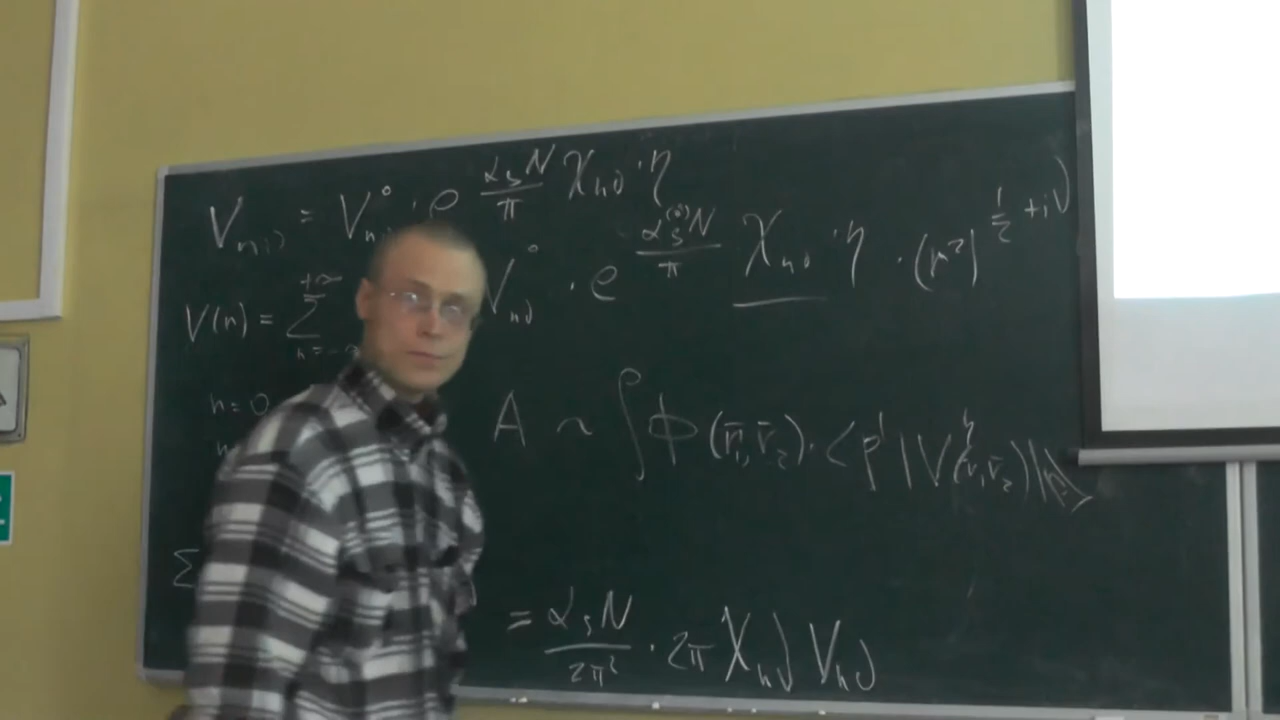 V_{nν} = V°_{nν} · e^{α_s N / π χ_{nν} · η}
V(r) = Σ_{n=-∞}^{+∞} V°_{nν} · e^{α_s^{(0)} N / π χ_{nν} · η} · (r²)^{1/2 + iν}
n=0
A ~ ∫ Φ (r̄₁, r̄₂) · < p' | V^η (r̄₁, r̄₂) |
Σ
= α_s N / 2π² · 2π χ_{nν} V_{nν}